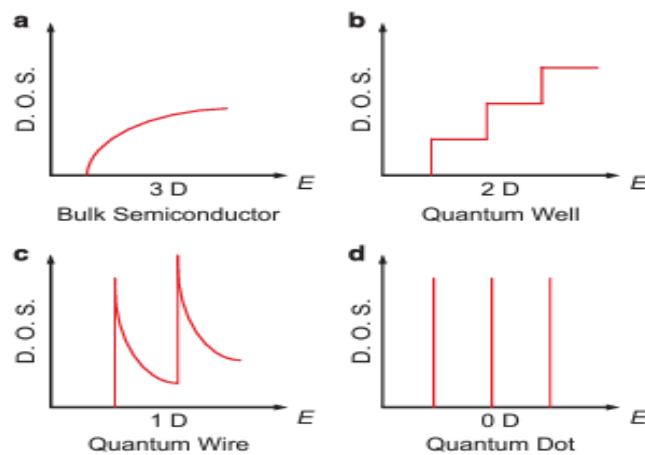 a
D. O. S.
3 D
E
Bulk Semiconductor
b
D. O. S.
2 D
E
Quantum Well
c
D. O. S.
1 D
E
Quantum Wire
d
D. O. S.
0 D
E
Quantum Dot